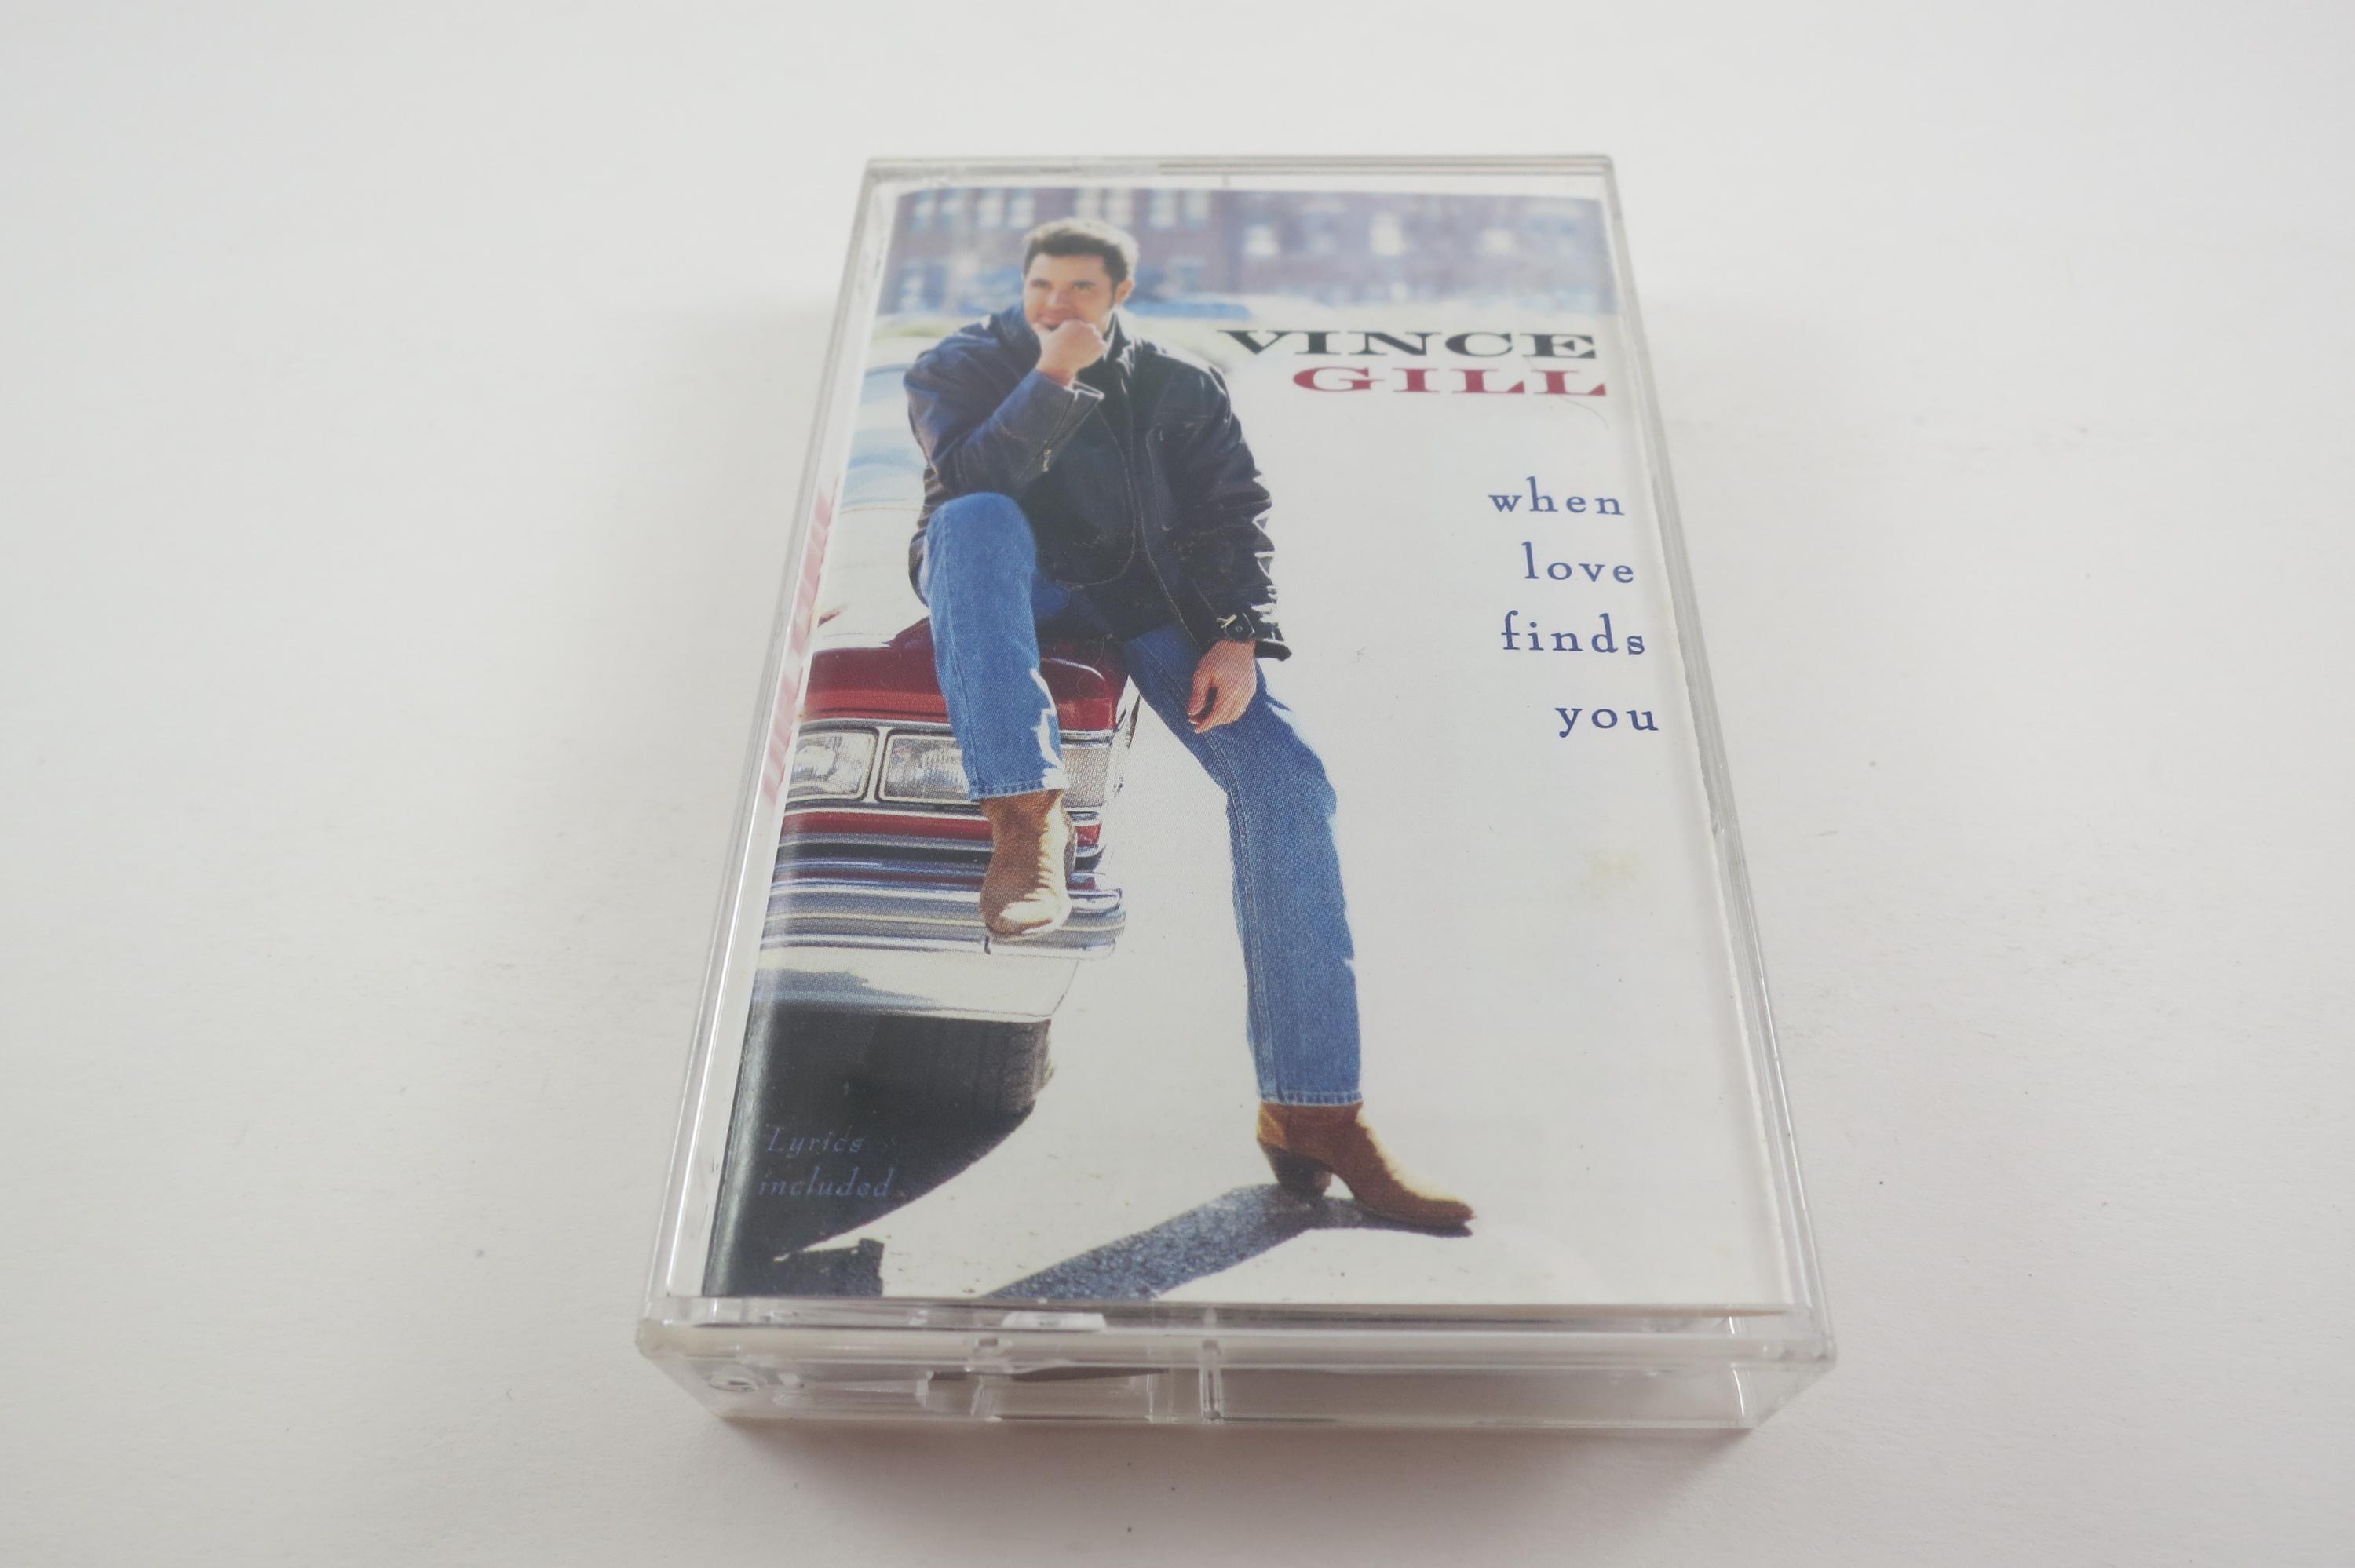 VINCE
GILL
when
love
finds
you
Lyrics
included